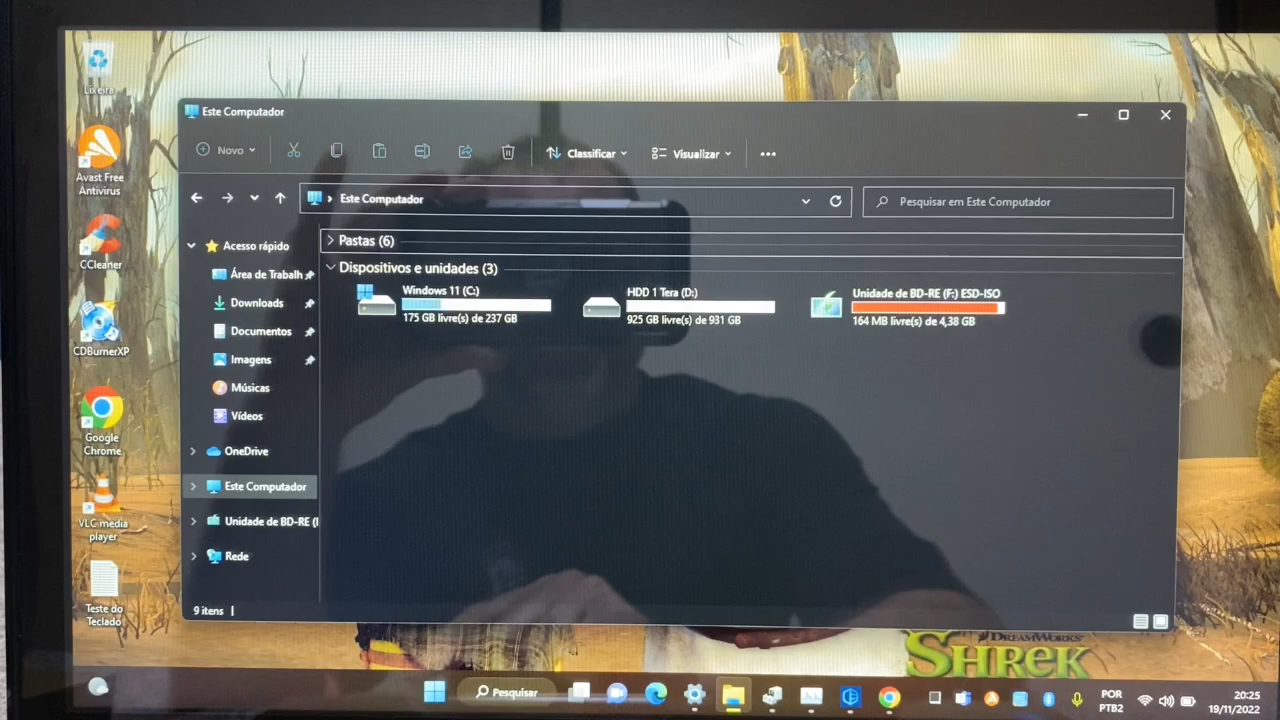 Lixeira
Avast Free
Antivirus
CCleaner
CDBurnerXP
Google
Chrome
VLC media
player
Teste do
Teclado
Este Computador
Novo
Classificar
Visualizar
Este Computador
Pesquisar em Este Computador
Acesso rápido
Área de Trabalh
Downloads
Documentos
Imagens
Músicas
Vídeos
OneDrive
Este Computador
Unidade de BD-RE (I
Rede
Pastas (6)
Dispositivos e unidades (3)
Windows 11 (C:)
175 GB livre(s) de 237 GB
HDD 1 Tera (D:)
925 GB livre(s) de 931 GB
Unidade de BD-RE (F:) ESD-ISO
164 MB livre(s) de 4,38 GB
9 itens
DREAMWORKS
SHREK
Pesquisar
POR
PTB2
20:25
19/11/2022